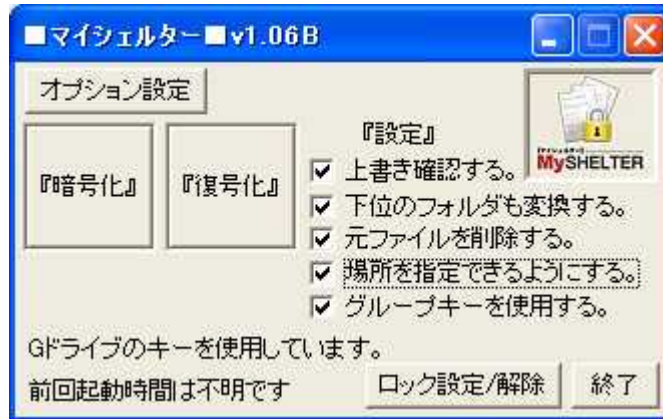 ■マイシェルター■v1.06B
オプション設定
『暗号化』
『復号化』
『設定』
MySHELTER
上書き確認する。
下位のフォルダも変換する。
元ファイルを削除する。
場所を指定できるようにする。
グループキーを使用する。
Gドライブのキーを使用しています。
前回起動時間は不明です
ロック設定/解除
終了